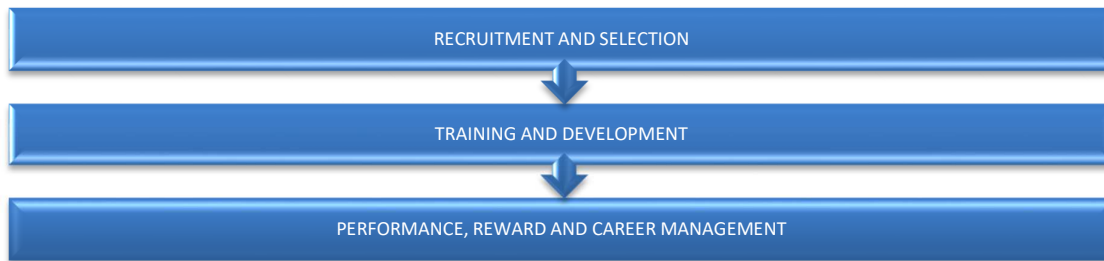 RECRUITMENT AND SELECTION
TRAINING AND DEVELOPMENT
PERFORMANCE, REWARD AND CAREER MANAGEMENT